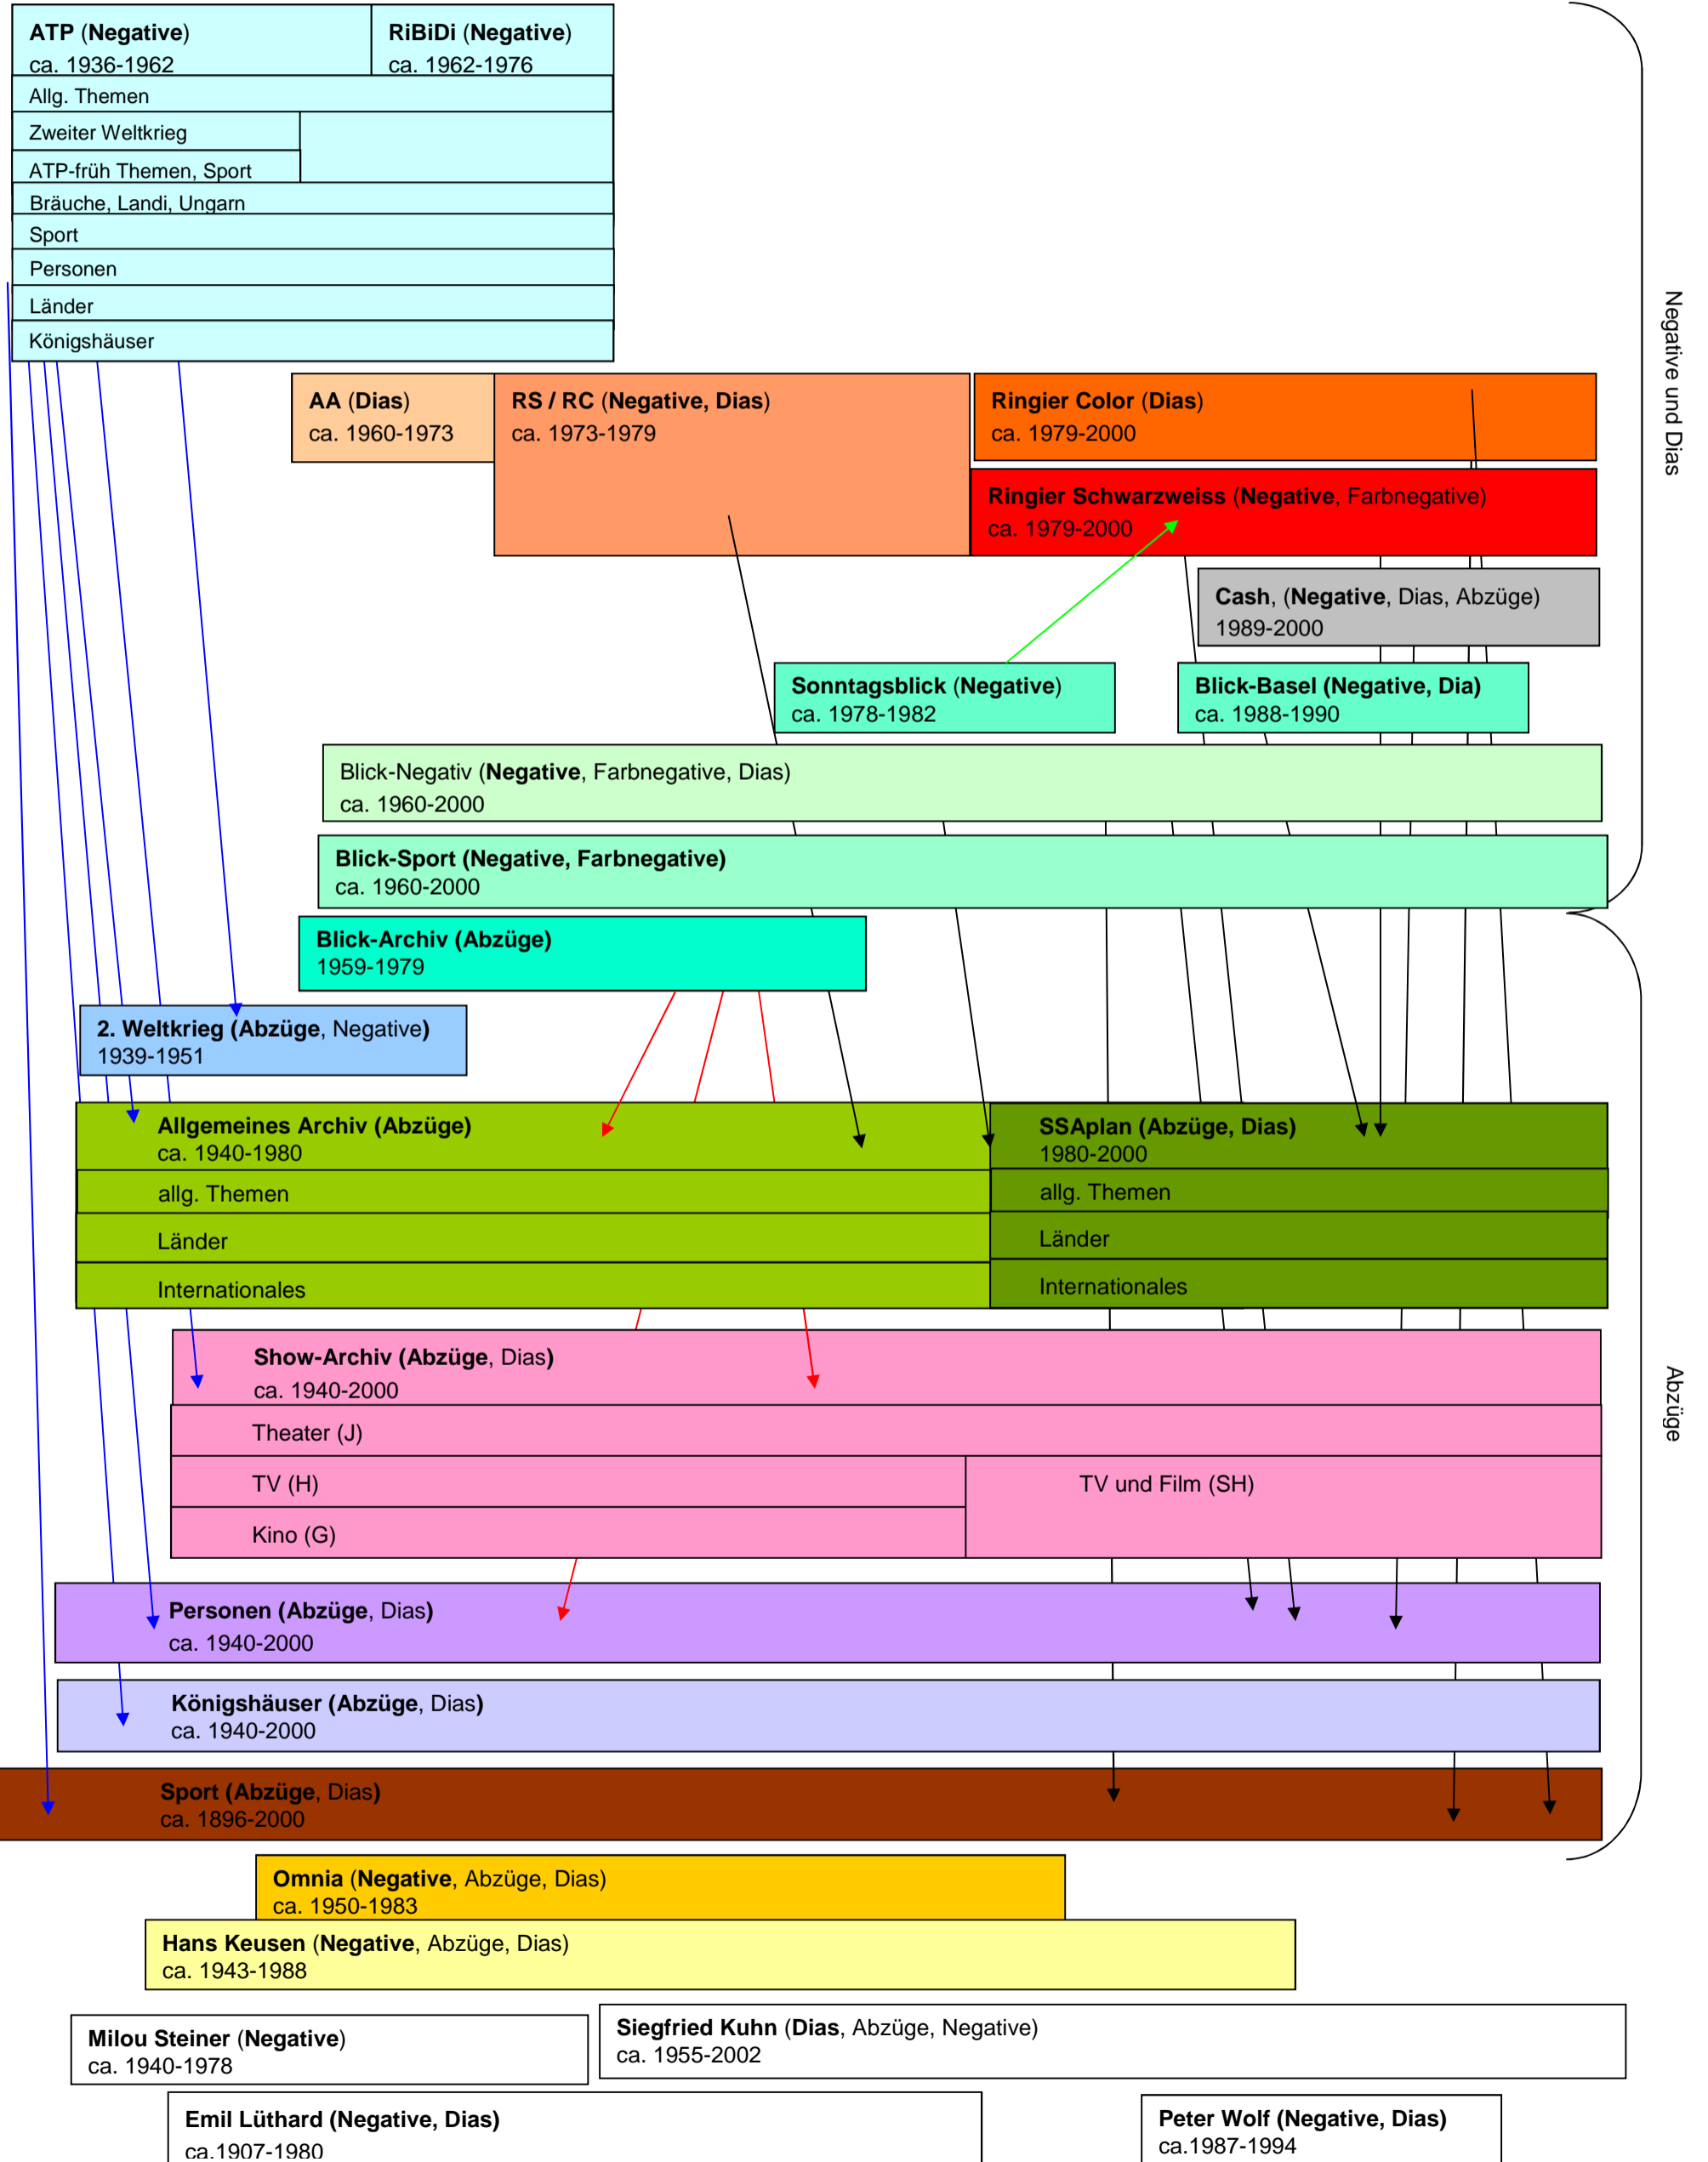 ATP (Negative)
ca. 1936-1962
RiBiDi (Negative)
ca. 1962-1976
Allg. Themen
Zweiter Weltkrieg
ATP-früh Themen, Sport
Bräuche, Landi, Ungarn
Sport
Personen
Länder
Königshäuser
Negative und Dias
AA (Dias)
ca. 1960-1973
RS / RC (Negative, Dias)
ca. 1973-1979
Ringier Color (Dias)
ca. 1979-2000
Ringier Schwarzweiss (Negative, Farbnegative)
ca. 1979-2000
Cash, (Negative, Dias, Abzüge)
1989-2000
Sonntagsblick (Negative)
ca. 1978-1982
Blick-Basel (Negative, Dia)
ca. 1988-1990
Blick-Negativ (Negative, Farbnegative, Dias)
ca. 1960-2000
Blick-Sport (Negative, Farbnegative)
ca. 1960-2000
Blick-Archiv (Abzüge)
1959-1979
2. Weltkrieg (Abzüge, Negative)
1939-1951
Allgemeines Archiv (Abzüge)
ca. 1940-1980
allg. Themen
Länder
Internationales
SSAplan (Abzüge, Dias)
1980-2000
allg. Themen
Länder
Internationales
Abzüge
Show-Archiv (Abzüge, Dias)
ca. 1940-2000
Theater (J)
TV (H)
TV und Film (SH)
Kino (G)
Personen (Abzüge, Dias)
ca. 1940-2000
Königshäuser (Abzüge, Dias)
ca. 1940-2000
Sport (Abzüge, Dias)
ca. 1896-2000
Omnia (Negative, Abzüge, Dias)
ca. 1950-1983
Hans Keusen (Negative, Abzüge, Dias)
ca. 1943-1988
Milou Steiner (Negative)
ca. 1940-1978
Siegfried Kuhn (Dias, Abzüge, Negative)
ca. 1955-2002
Emil Lüthard (Negative, Dias)
ca.1907-1980
Peter Wolf (Negative, Dias)
ca.1987-1994